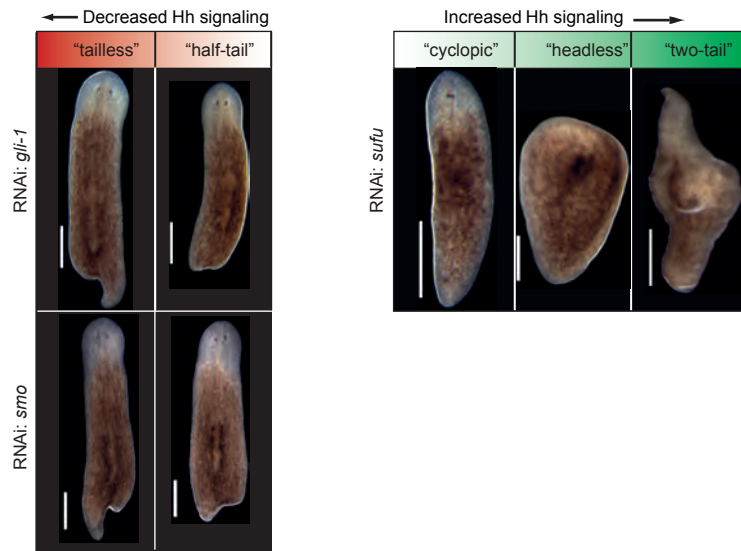 Decreased Hh signaling
“tailless” “half-tail”
RNAi: gli-1
RNAi: smo
Increased Hh signaling
“cyclopic” “headless” “two-tail”
RNAi: sufu